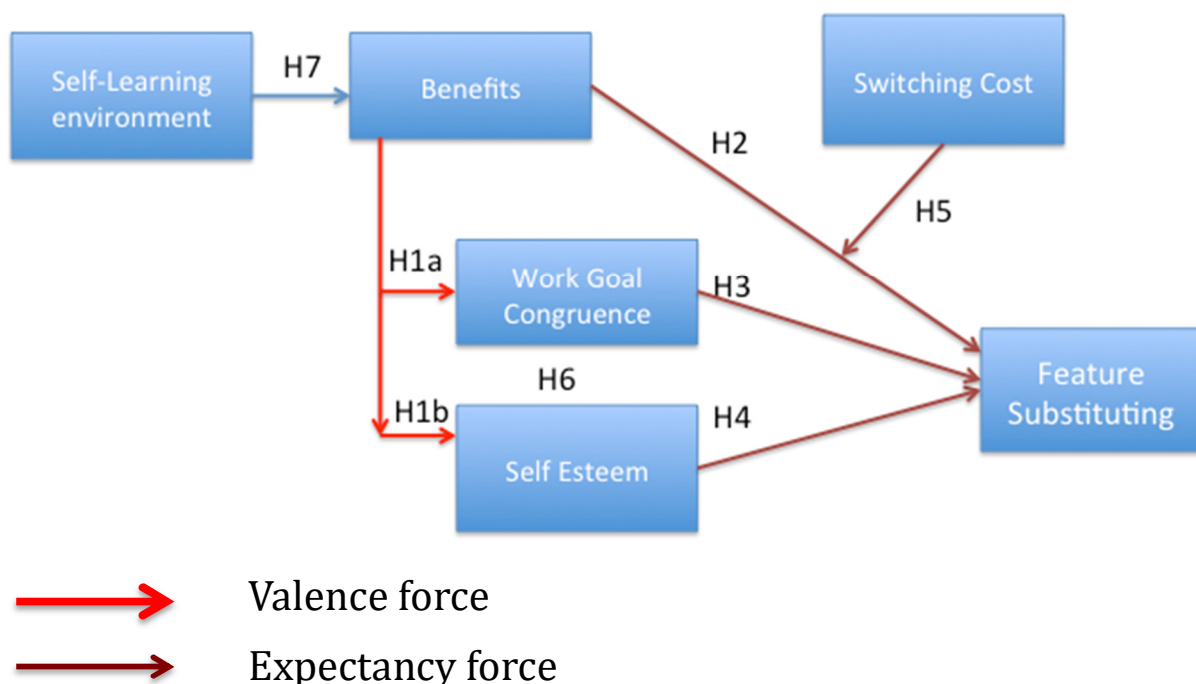 Self-Learning
environment
H7
Benefits
Switching Cost
H2
H5
H1a
Work Goal
Congruence
H3
H6
H1b
Self Esteem
H4
Feature
Substituting
Valence force
Expectancy force